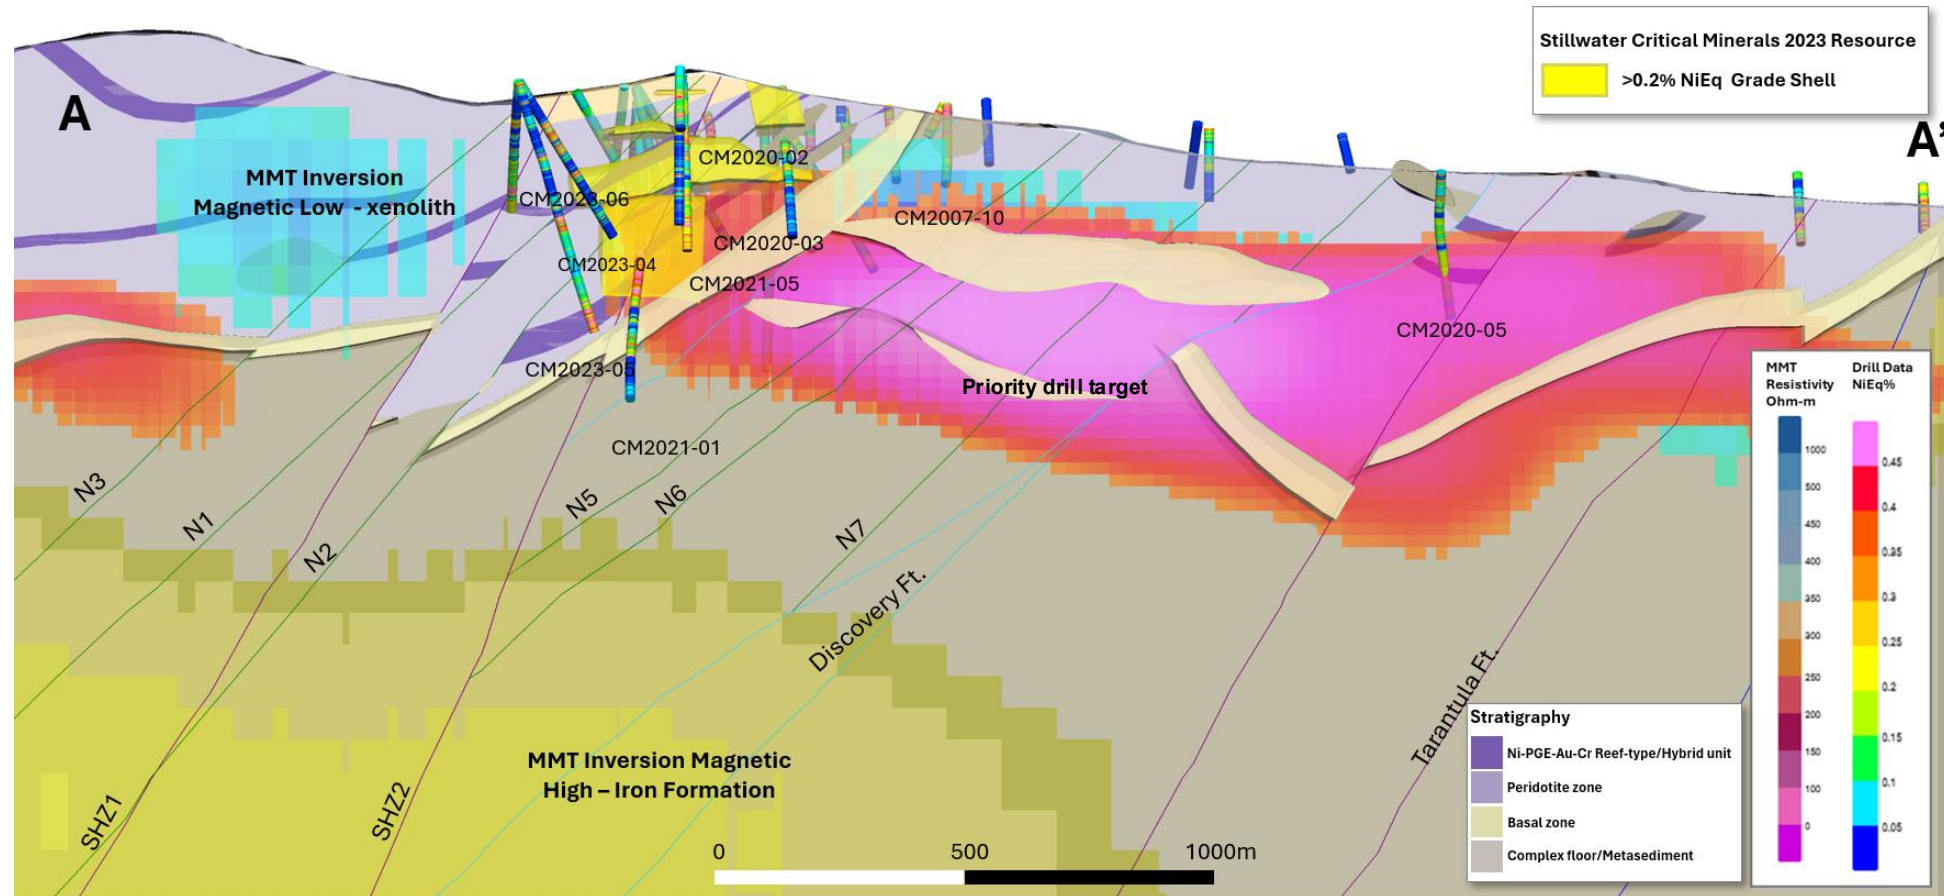 Stillwater Critical Minerals 2023 Resource
>0.2% NiEq Grade Shell
A
A'
MMT Inversion
Magnetic Low - xenolith
CM2020-02
CM2023-06
CM2007-10
CM2020-03
CM2023-04
CM2021-05
CM2020-05
CM2023-05
Priority drill target
CM2021-01
N3
N1
N2
N5
N6
N7
Discovery Ft.
Tarantula Ft.
SHZ1
SHZ2
MMT Inversion Magnetic
High – Iron Formation
0 500 1000m
MMT
Resistivity
Ohm-m
1000
500
450
400
350
300
250
200
150
100
0
Drill Data
NiEq%
0.45
0.4
0.35
0.3
0.25
0.2
0.15
0.1
0.05
Stratigraphy
Ni-PGE-Au-Cr Reef-type/Hybrid unit
Peridotite zone
Basal zone
Complex floor/Metasediment